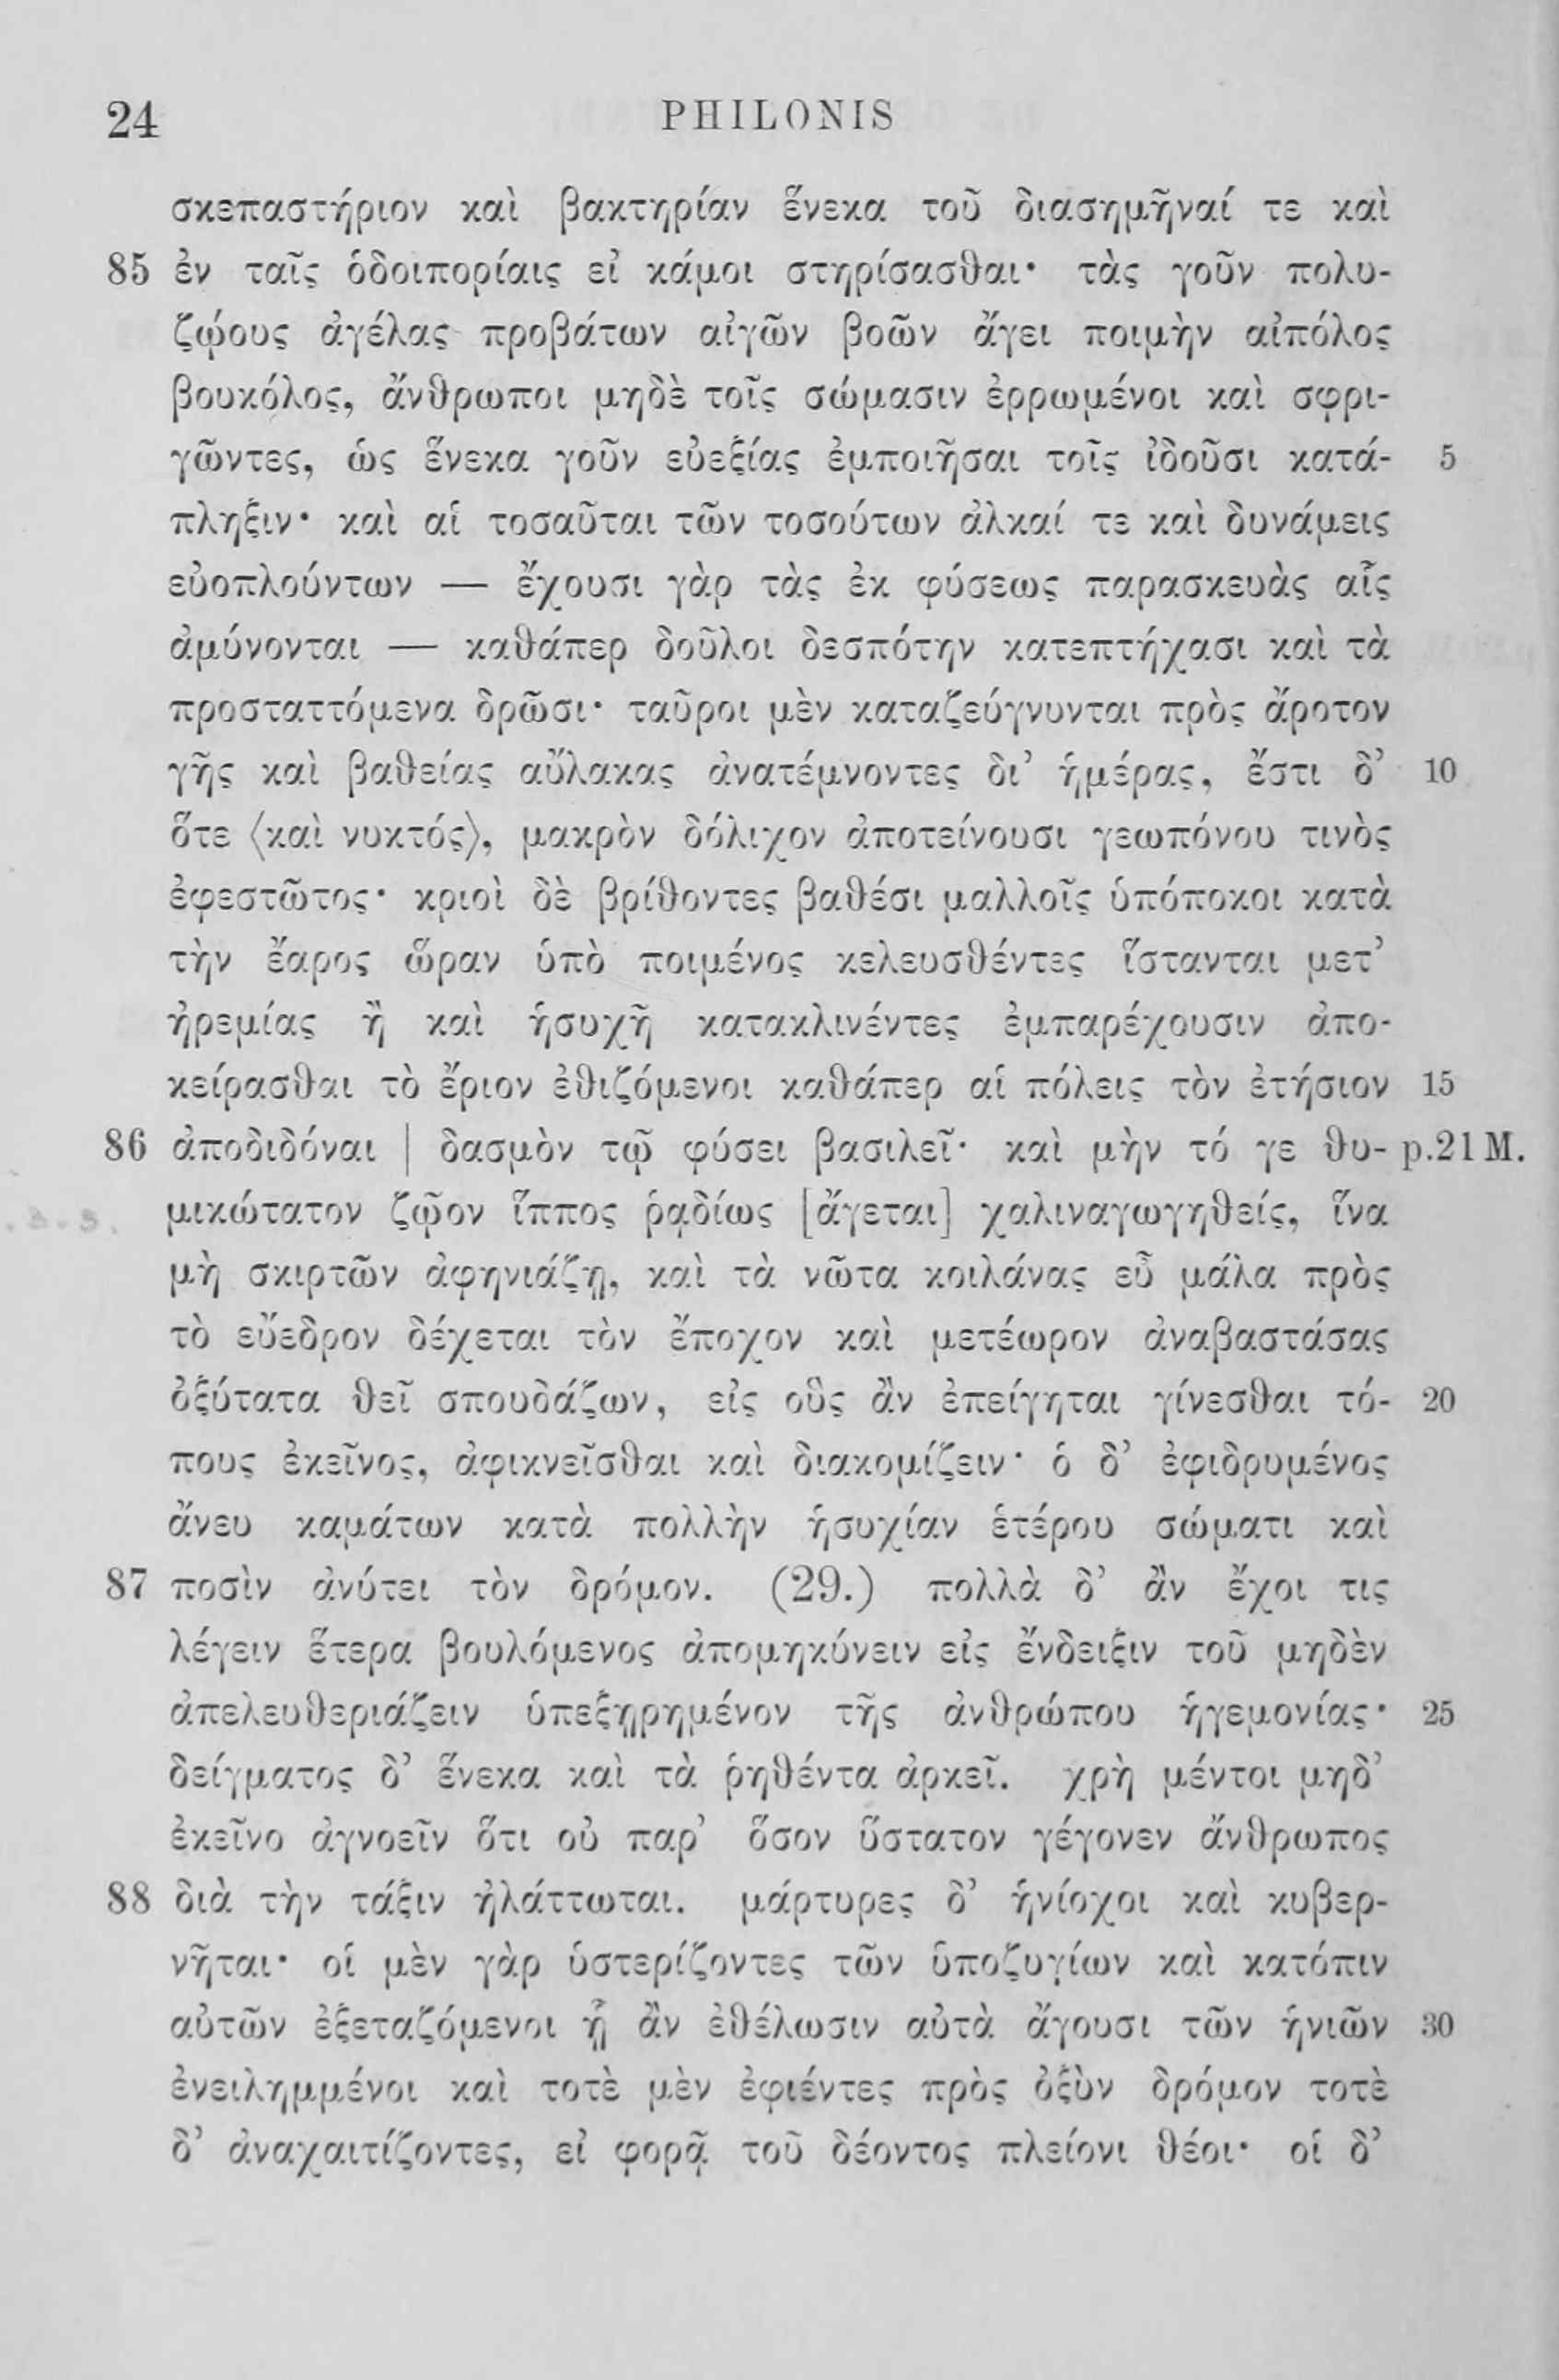 24 PHILONIS
σκεπαστήριον καὶ βακτηρίαν ἕνεκα τοῦ διασημῆναί τε καὶ
85 ἐν ταῖς ὁδοιπορίαις εἰ κάμοι στηρίσασθαι· τὰς γοῦν πολυ-
ζῴους ἀγέλας προβάτων αἰγῶν βοῶν ἄγει ποιμὴν αἰπόλος
βουκόλος, ἄνθρωποι μηδὲ τοῖς σώμασιν ἐρρωμένοι καὶ σφρι-
γῶντες, ὡς ἕνεκα γοῦν εὐεξίας ἐμποιῆσαι τοῖς ἰδοῦσι κατά- 5
πληξιν· καὶ αἱ τοσαῦται τῶν τοσούτων ἀλκαί τε καὶ δυνάμεις
εὐοπλούντων — ἔχουσι γὰρ τὰς ἐκ φύσεως παρασκευὰς αἷς
ἀμύνονται — καθάπερ δοῦλοι δεσπότην κατεπτήχασι καὶ τὰ
προσταττόμενα δρῶσι· ταῦροι μὲν καταζεύγνυνται πρὸς ἄροτον
γῆς καὶ βαθείας αὔλακας ἀνατέμνοντες δι’ ἡμέρας, ἔστι δ’ 10
ὅτε ⟨καὶ νυκτός⟩, μακρὸν δόλιχον ἀποτείνουσι γεωπόνου τινὸς
ἐφεστῶτος· κριοὶ δὲ βρίθοντες βαθέσι μαλλοῖς ὑπόποκοι κατὰ
τὴν ἔαρος ὥραν ὑπὸ ποιμένος κελευσθέντες ἵστανται μετ’
ἠρεμίας ἢ καὶ ἡσυχῆ κατακλινέντες ἐμπαρέχουσιν ἀπο-
κείρασθαι τὸ ἔριον ἐθιζόμενοι καθάπερ αἱ πόλεις τὸν ἐτήσιον 15
86 ἀποδιδόναι | δασμὸν τῷ φύσει βασιλεῖ· καὶ μὴν τό γε θυ- p.21 M.
μικώτατον ζῷον ἵππος ῥᾳδίως [ἄγεται] χαλιναγωγηθείς, ἵνα
μὴ σκιρτῶν ἀφηνιάζῃ, καὶ τὰ νῶτα κοιλάνας εὖ μάλα πρὸς
τὸ εὔεδρον δέχεται τὸν ἔποχον καὶ μετέωρον ἀναβαστάσας
ὀξύτατα θεῖ σπουδάζων, εἰς οὓς ἂν ἐπείγηται γίνεσθαι τό- 20
πους ἐκεῖνος, ἀφικνεῖσθαι καὶ διακομίζειν· ὁ δ’ ἐφιδρυμένος
ἄνευ καμάτων κατὰ πολλὴν ἡσυχίαν ἑτέρου σώματι καὶ
87 ποσὶν ἀνύτει τὸν δρόμον. (29.) πολλὰ δ’ ἂν ἔχοι τις
λέγειν ἕτερα βουλόμενος ἀπομηκύνειν εἰς ἔνδειξιν τοῦ μηδὲν
ἀπελευθεριάζειν ὑπεξῃρημένον τῆς ἀνθρώπου ἡγεμονίας· 25
δείγματος δ’ ἕνεκα καὶ τὰ ῥηθέντα ἀρκεῖ. χρὴ μέντοι μηδ’
ἐκεῖνο ἀγνοεῖν ὅτι οὐ παρ’ ὅσον ὕστατον γέγονεν ἄνθρωπος
88 διὰ τὴν τάξιν ἠλάττωται. μάρτυρες δ’ ἡνίοχοι καὶ κυβερ-
νῆται· οἱ μὲν γὰρ ὑστερίζοντες τῶν ὑποζυγίων καὶ κατόπιν
αὐτῶν ἐξεταζόμενοι ᾗ ἂν ἐθέλωσιν αὐτὰ ἄγουσι τῶν ἡνιῶν 30
ἐνειλημμένοι καὶ τοτὲ μὲν ἐφιέντες πρὸς ὀξὺν δρόμον τοτὲ
δ’ ἀναχαιτίζοντες, εἰ φορᾷ τοῦ δέοντος πλείονι θέοι· οἱ δ’